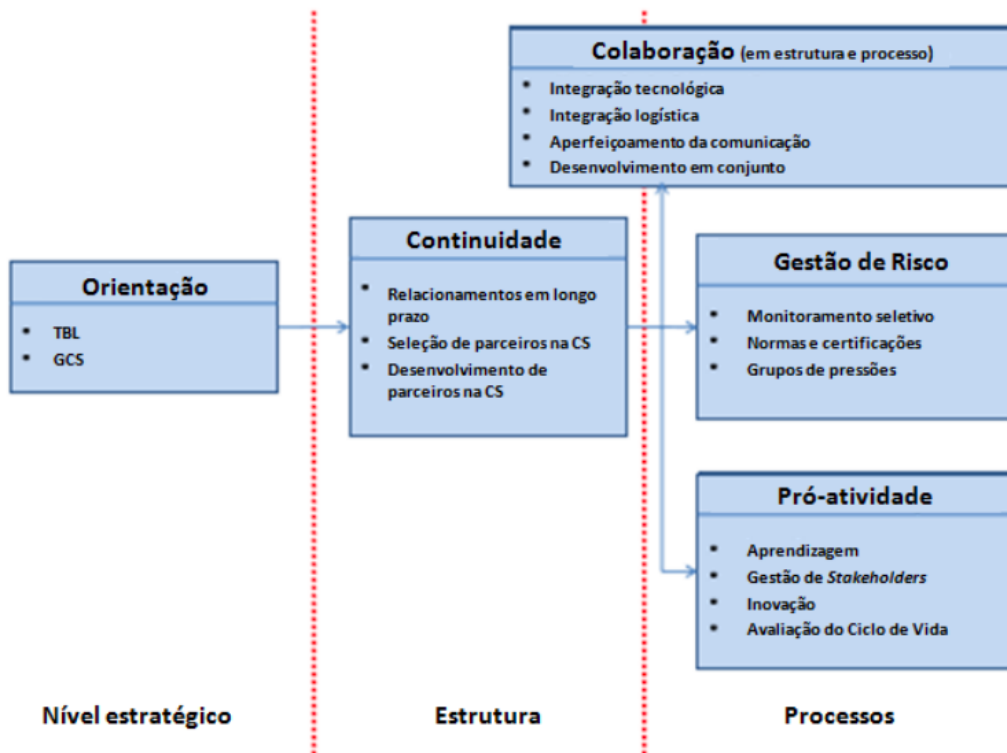 Colaboração (em estrutura e processo)
Integração tecnológica
Integração logística
Aperfeiçoamento da comunicação
Desenvolvimento em conjunto
Continuidade
Relacionamentos em longo
prazo
Seleção de parceiros na CS
Desenvolvimento de
parceiros na CS
Orientação
TBL
GCS
Gestão de Risco
Monitoramento seletivo
Normas e certificações
Grupos de pressões
Pró-atividade
Aprendizagem
Gestão de Stakeholders
Inovação
Avaliação do Ciclo de Vida
Nível estratégico
Estrutura
Processos